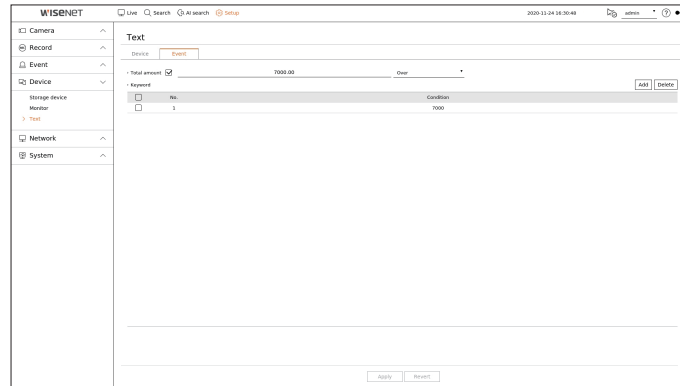 WISENET
Live Search AI search Setup 2020-11-24 16:30:48 admin ?
Camera
Record
Event
Device
Storage device
Monitor
> Text
Network
System
Text
Device Event
Total amount 7000.00 Over
Keyword Add Delete
No. Condition
1 7000
Apply Revert